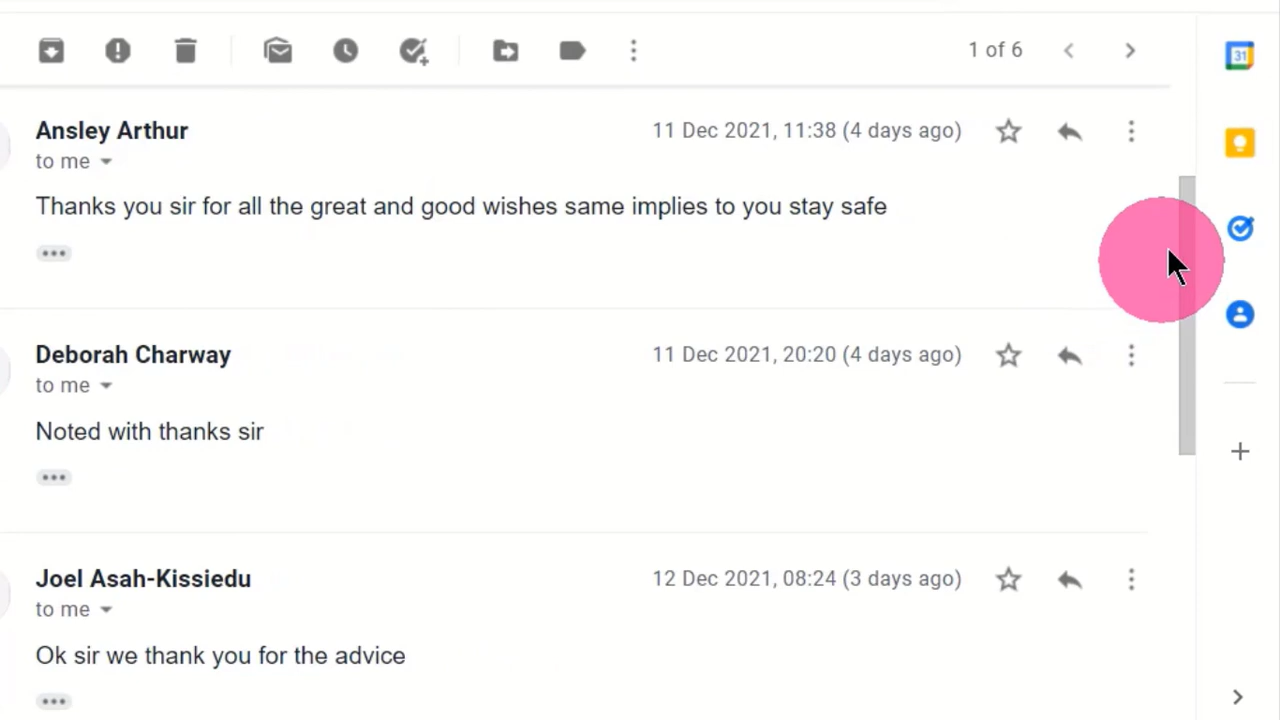 1 of 6
31
Ansley Arthur
11 Dec 2021, 11:38 (4 days ago)
to me
Thanks you sir for all the great and good wishes same implies to you stay safe
Deborah Charway
11 Dec 2021, 20:20 (4 days ago)
to me
Noted with thanks sir
Joel Asah-Kissiedu
12 Dec 2021, 08:24 (3 days ago)
to me
Ok sir we thank you for the advice